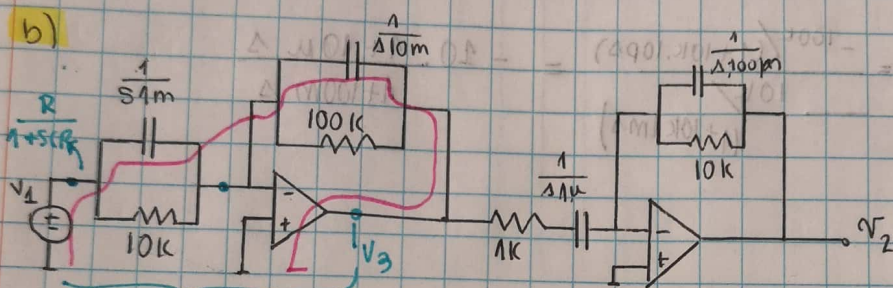 b)
1
s1m
1
s10m
1
s100m
R
1+sCR
100K
10K
V1
+
-
+
10K
V3
1K
1
s1µ
-
+
V2